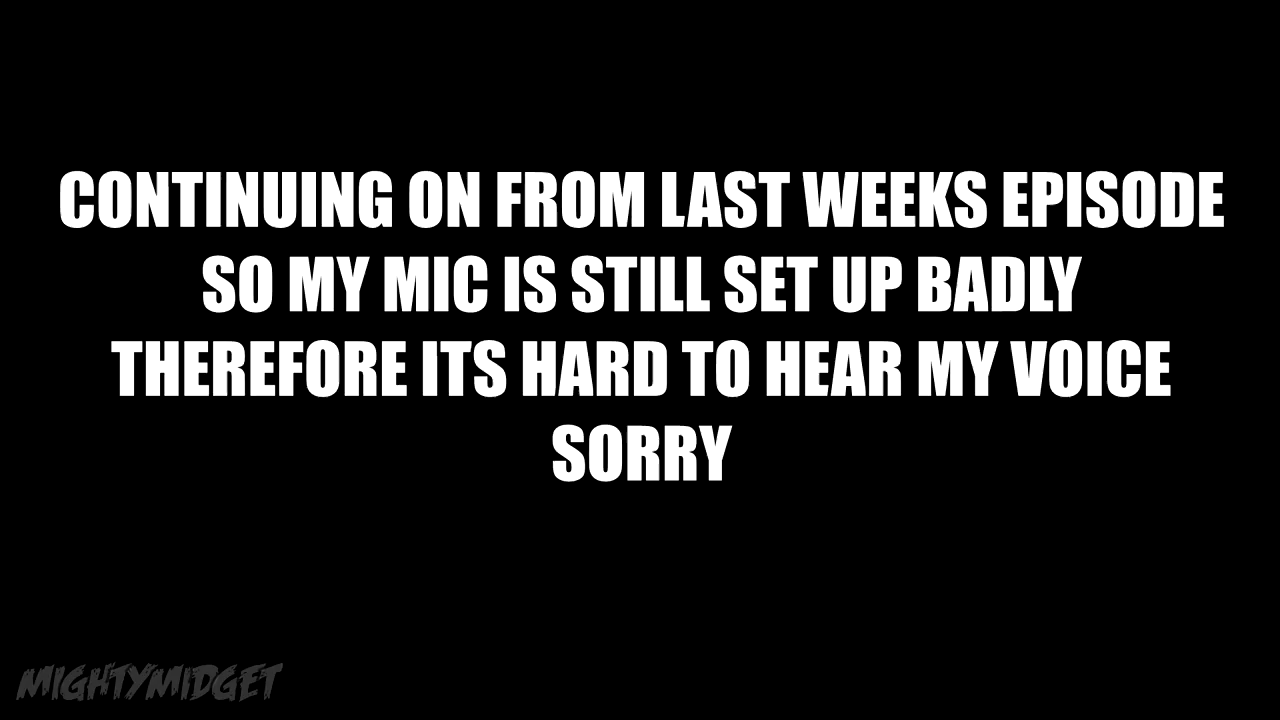 CONTINUING ON FROM LAST WEEKS EPISODE
SO MY MIC IS STILL SET UP BADLY
THEREFORE ITS HARD TO HEAR MY VOICE
SORRY
MIGHTYMIDGET